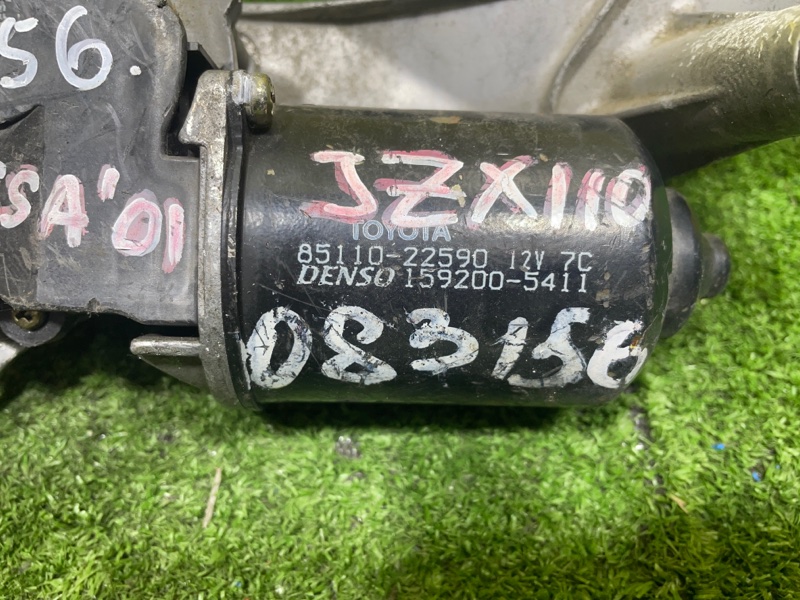 56.
SA '01
JZX110
TOYOTA
85110-22590 12V 7C
DENSO 159200-5411
083156